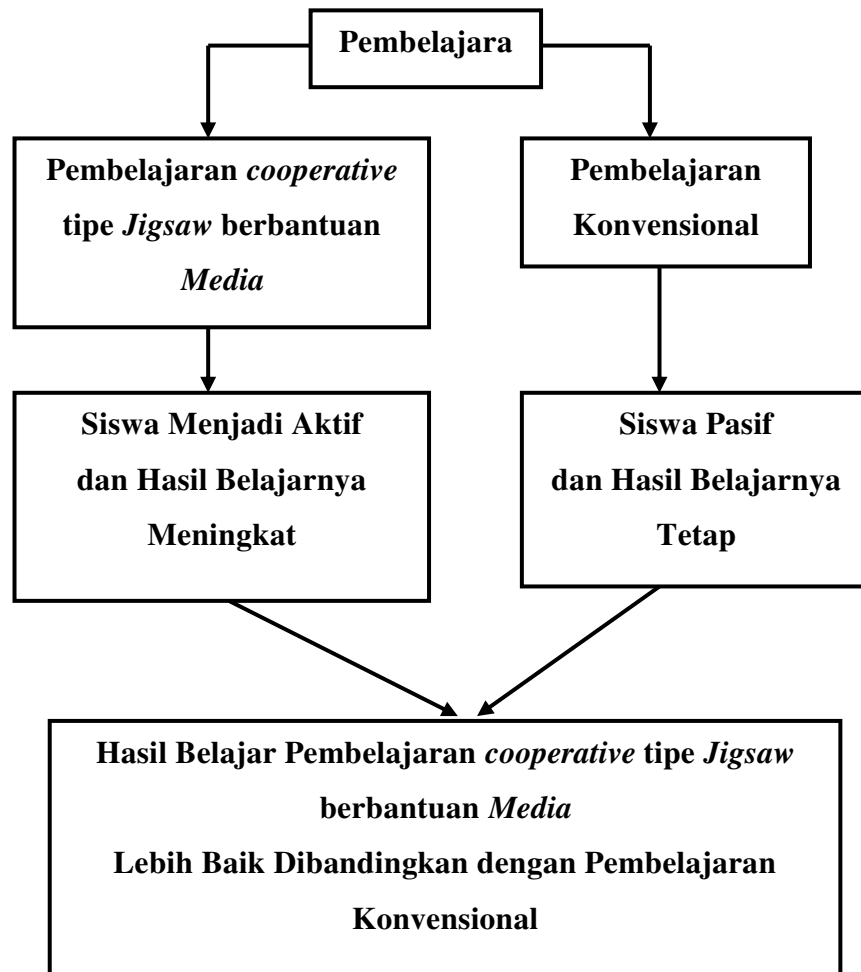 Pembelajara
Pembelajaran cooperative
tipe Jigsaw berbantuan
Media
Pembelajaran
Konvensional
Siswa Menjadi Aktif
dan Hasil Belajarnya
Meningkat
Siswa Pasif
dan Hasil Belajarnya
Tetap
Hasil Belajar Pembelajaran cooperative tipe Jigsaw
berbantuan Media
Lebih Baik Dibandingkan dengan Pembelajaran
Konvensional